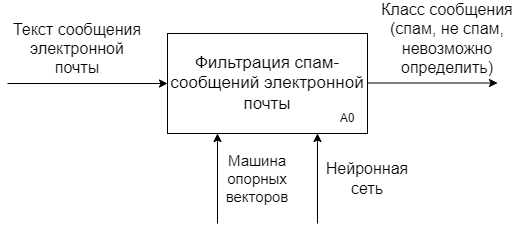 Текст сообщения
электронной
почты
Фильтрация спам-
сообщений электронной
почты
A0
Класс сообщения
(спам, не спам,
невозможно
определить)
Машина
опорных
векторов
Нейронная
сеть